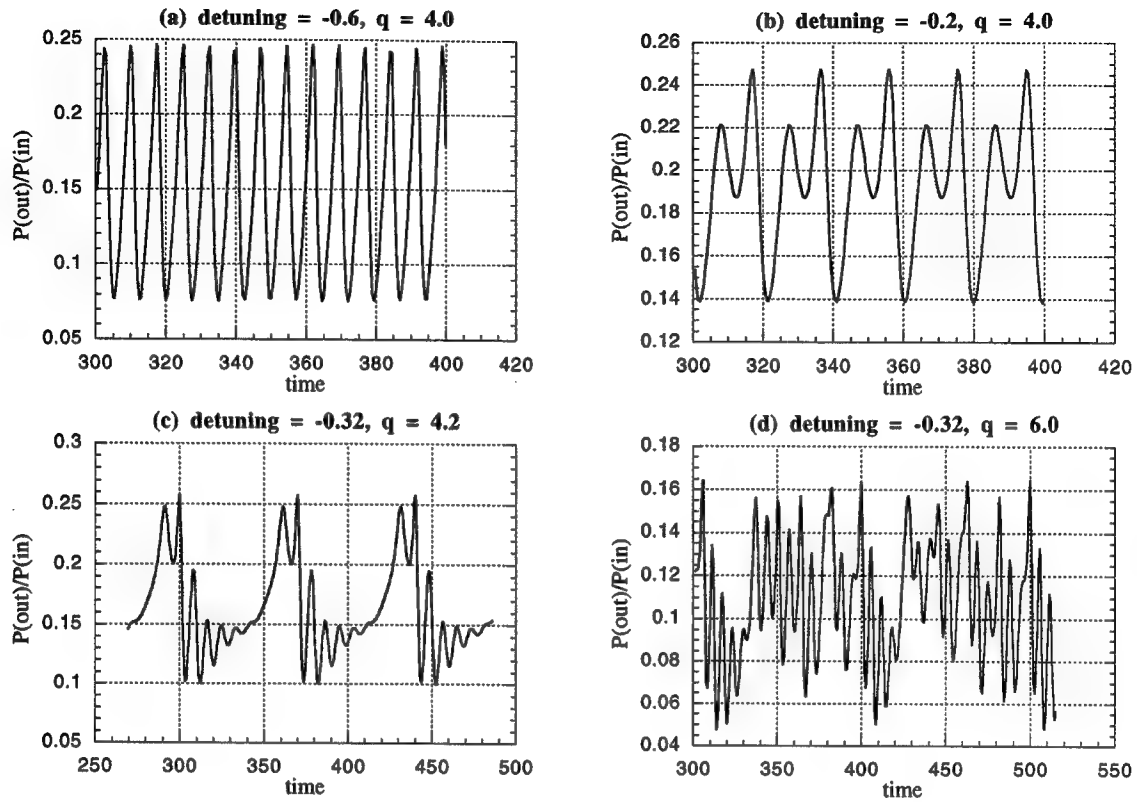 (a) detuning = -0.6, q = 4.0
P(out)/P(in)
0.25
0.2
0.15
0.1
0.05
300 320 340 360 380 400 420
time
(b) detuning = -0.2, q = 4.0
P(out)/P(in)
0.26
0.24
0.22
0.2
0.18
0.16
0.14
0.12
300 320 340 360 380 400 420
time
(c) detuning = -0.32, q = 4.2
P(out)/P(in)
0.3
0.25
0.2
0.15
0.1
0.05
250 300 350 400 450 500
time
(d) detuning = -0.32, q = 6.0
P(out)/P(in)
0.18
0.16
0.14
0.12
0.1
0.08
0.06
0.04
300 350 400 450 500 550
time